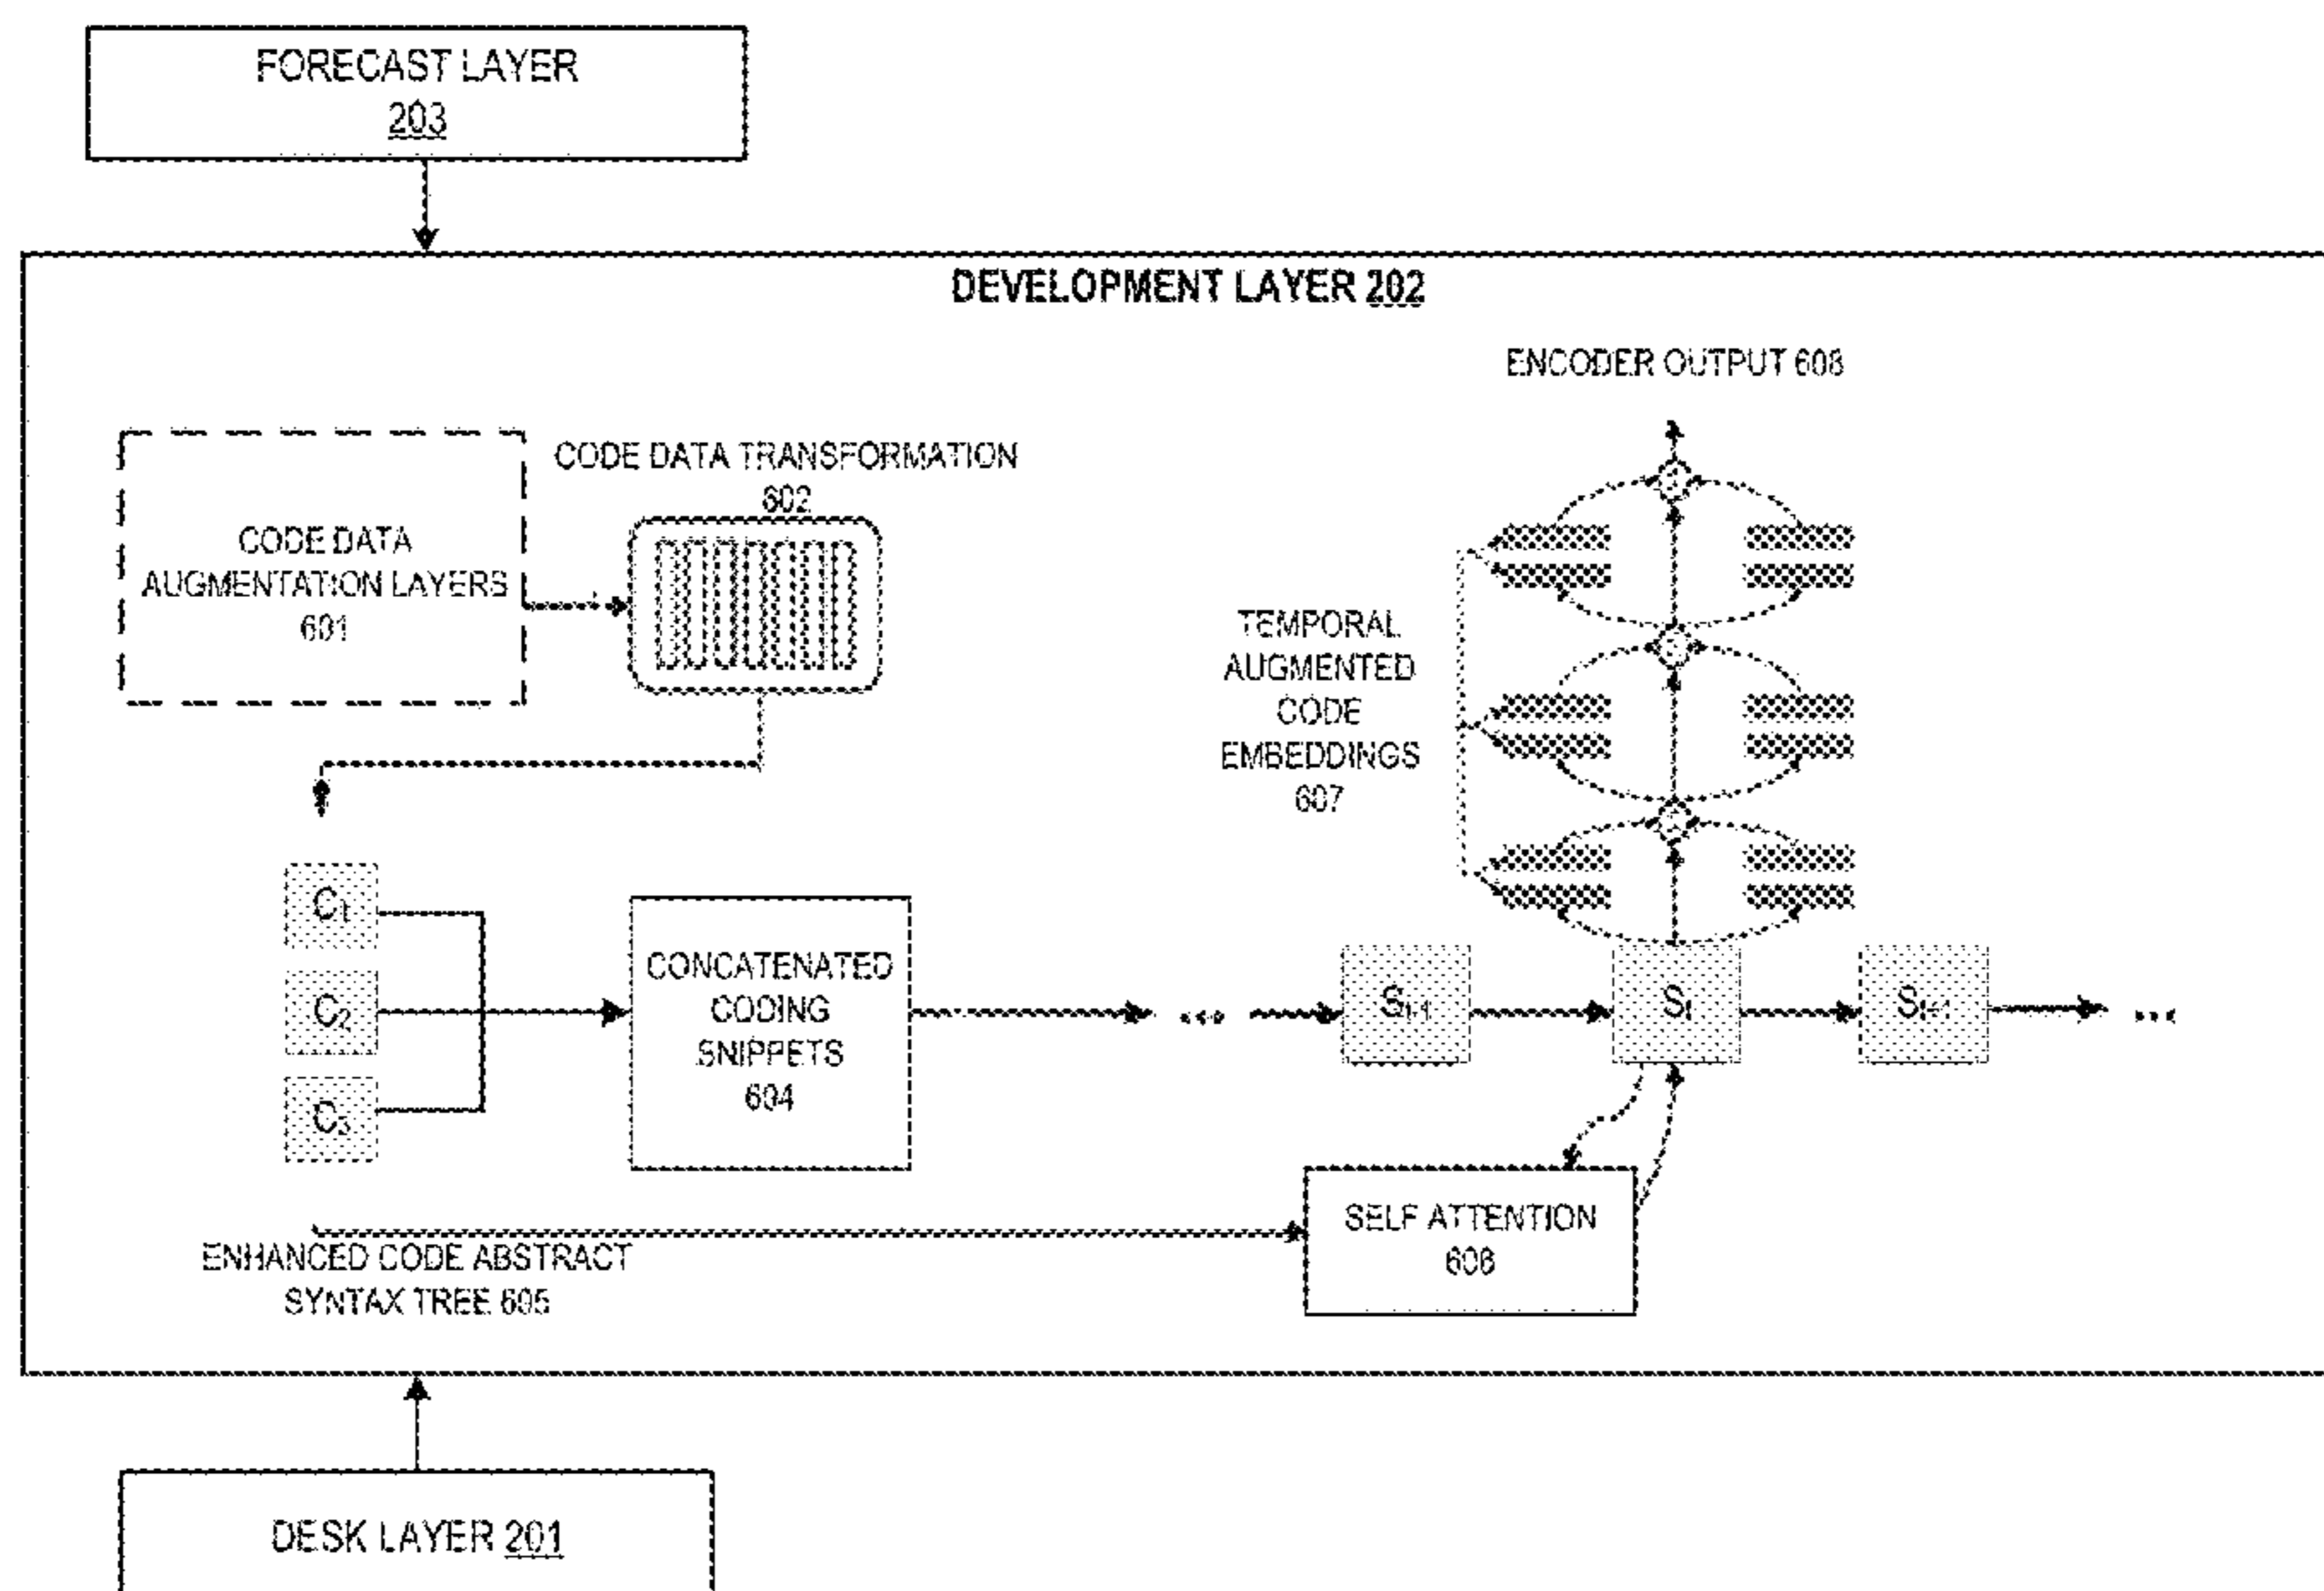 FORECAST LAYER
203
DEVELOPMENT LAYER 202
ENCODER OUTPUT 608
CODE DATA TRANSFORMATION
602
CODE DATA
AUGMENTATION LAYERS
601
TEMPORAL
AUGMENTED
CODE
EMBEDDINGS
607
C₁
C₂
C₃
CONCATENATED
CODING
SNIPPETS
604
...
Sᵢ
...
SELF ATTENTION
606
ENHANCED CODE ABSTRACT
SYNTAX TREE 605
DESK LAYER 201